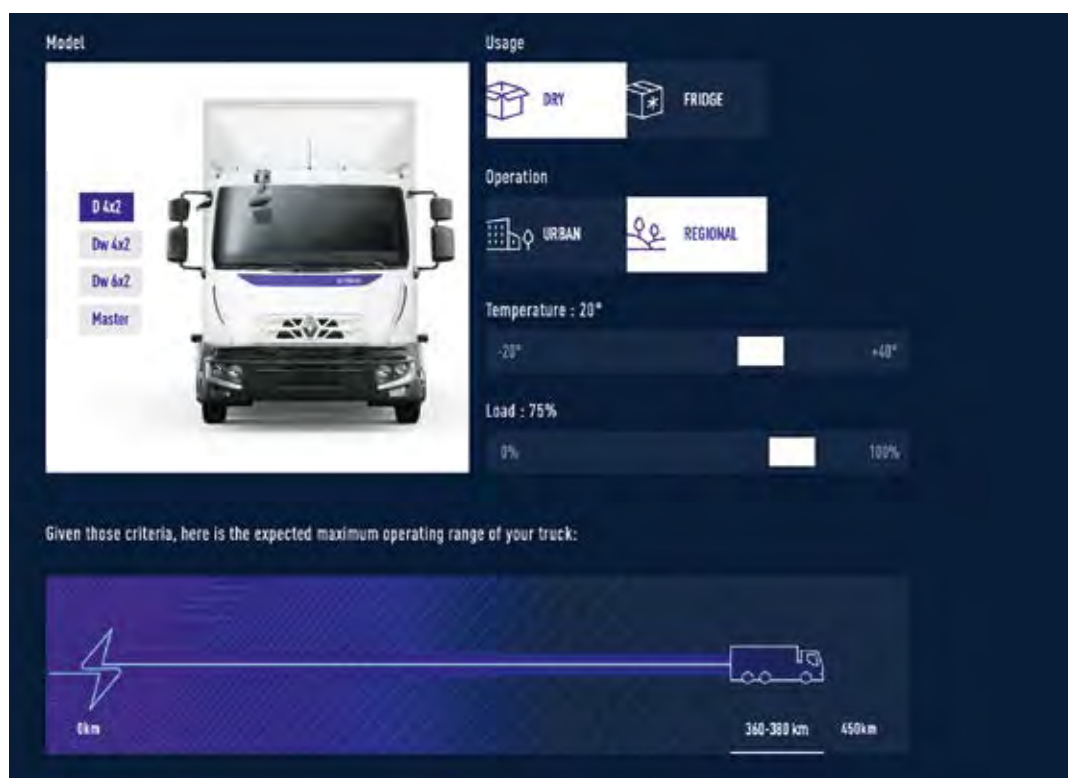 Model
D 4x2
Dw 4x2
Dw 6x2
Master
Usage
DRY
FRIDGE
Operation
URBAN
REGIONAL
Temperature : 20°
-20°
+40°
Load : 75%
0%
100%
Given those criteria, here is the expected maximum operating range of your truck:
0km
360-380 km
450km